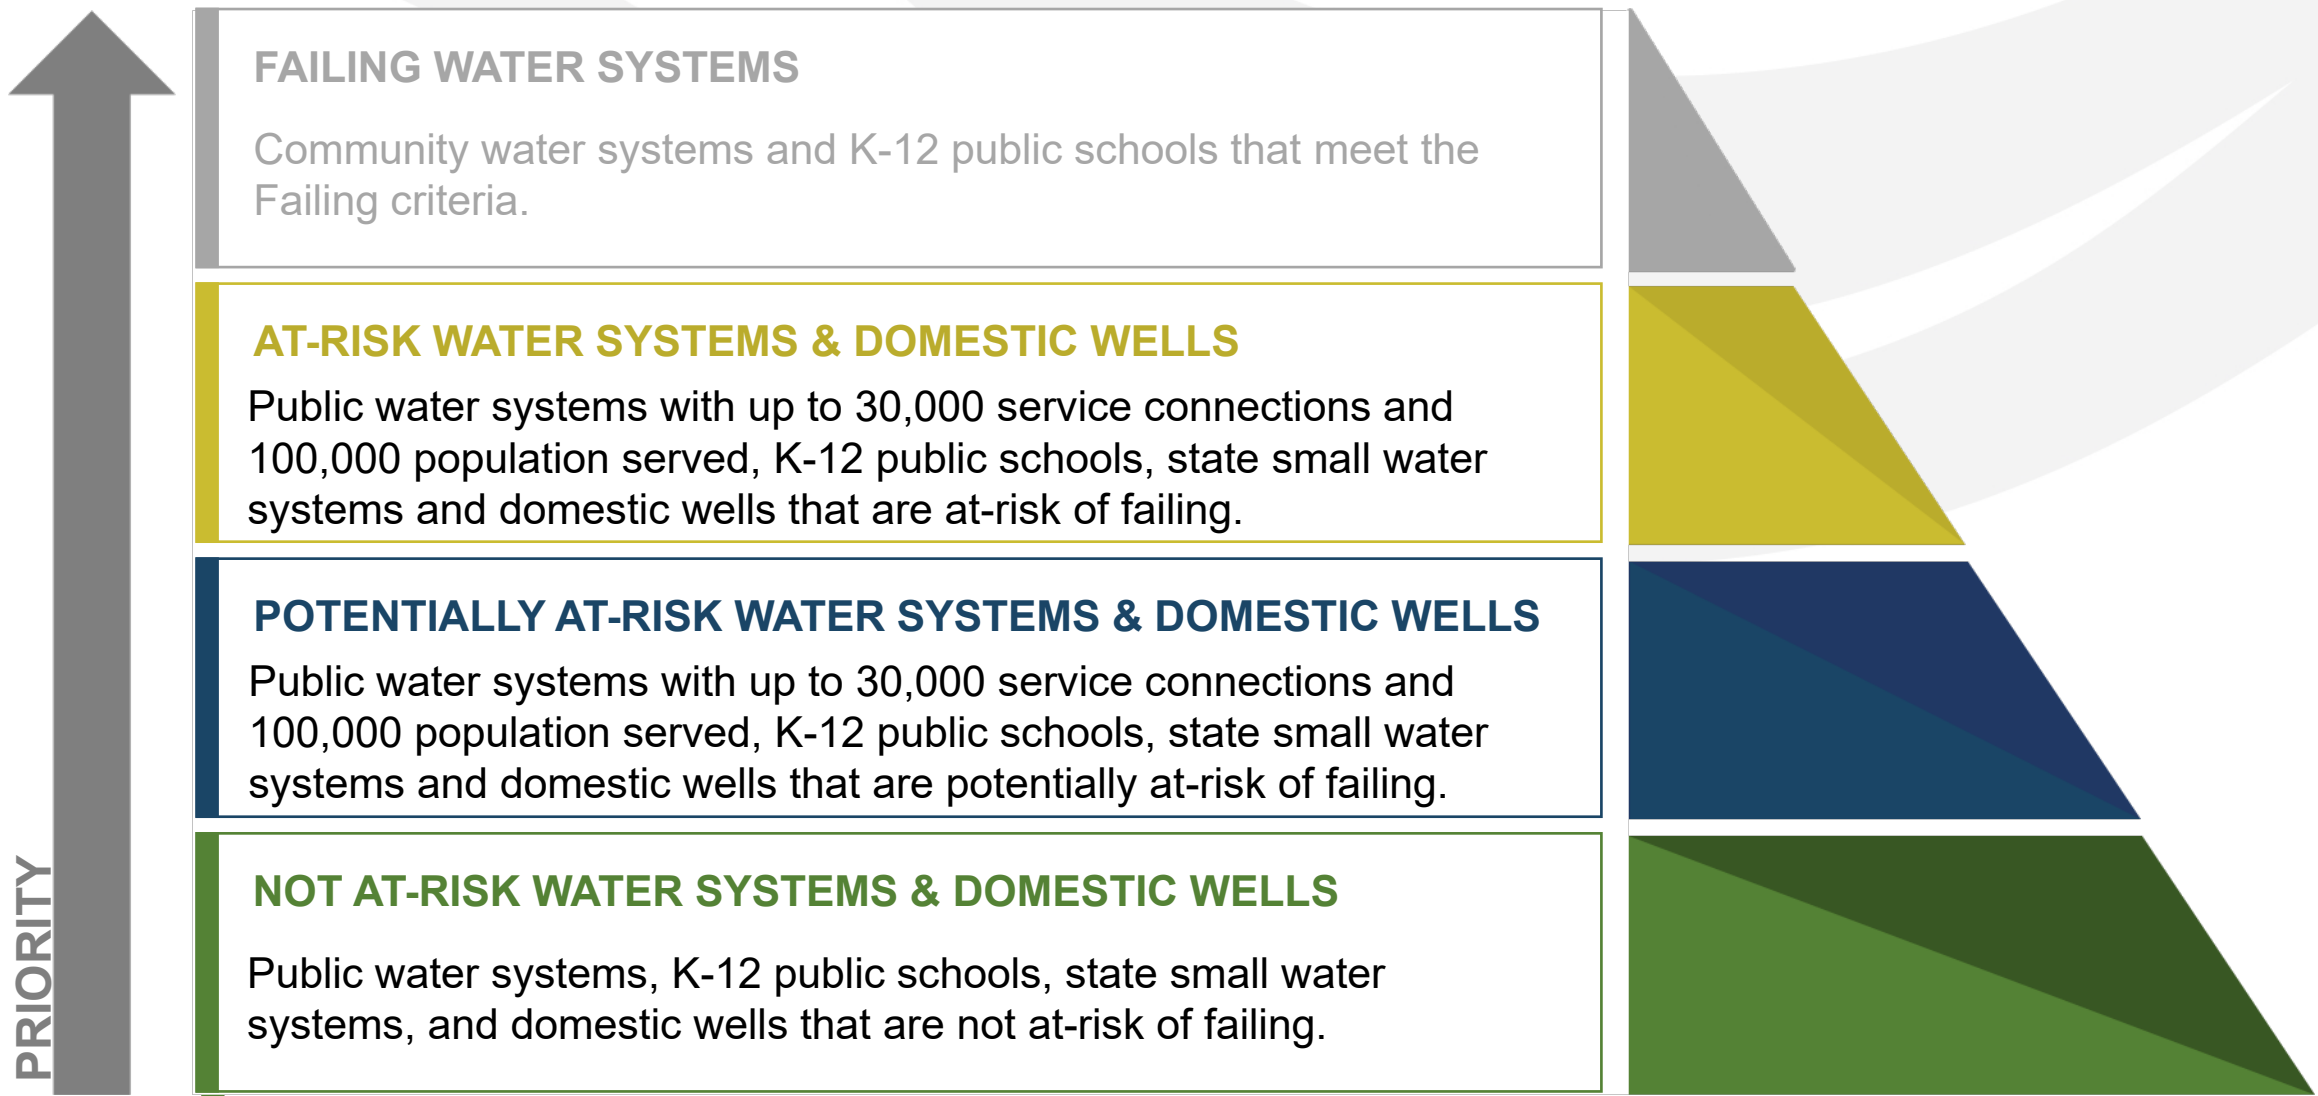 FAILING WATER SYSTEMS
Community water systems and K-12 public schools that meet the
Failing criteria.
AT-RISK WATER SYSTEMS & DOMESTIC WELLS
Public water systems with up to 30,000 service connections and
100,000 population served, K-12 public schools, state small water
systems and domestic wells that are at-risk of failing.
POTENTIALLY AT-RISK WATER SYSTEMS & DOMESTIC WELLS
Public water systems with up to 30,000 service connections and
100,000 population served, K-12 public schools, state small water
systems and domestic wells that are potentially at-risk of failing.
NOT AT-RISK WATER SYSTEMS & DOMESTIC WELLS
Public water systems, K-12 public schools, state small water
systems, and domestic wells that are not at-risk of failing.
PRIORITY